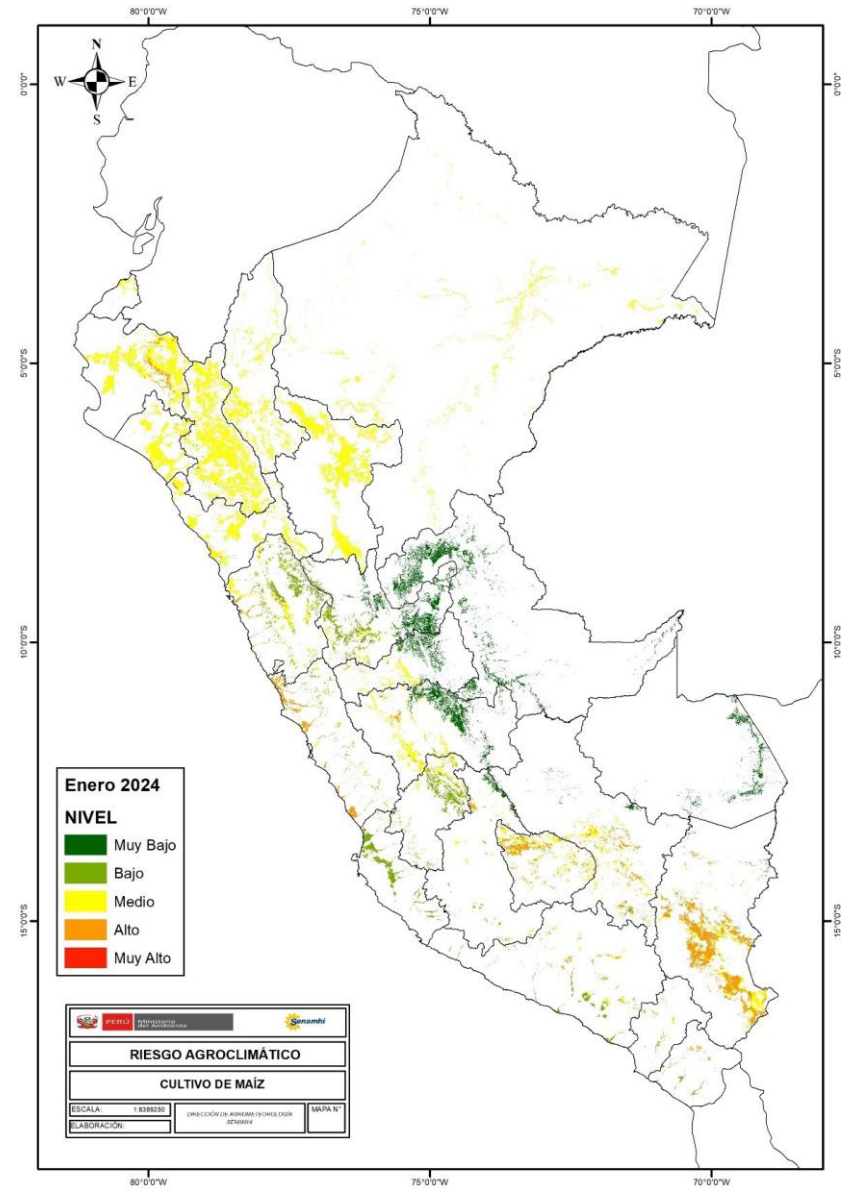 80°0'0"W 75°0'0"W 70°0'0"W
N
W E
S
0°0'0" 0°0'0"
5°0'0"S 5°0'0"S
10°0'0"S 10°0'0"S
15°0'0"S 15°0'0"S
Enero 2024
NIVEL
Muy Bajo
Bajo
Medio
Alto
Muy Alto
PERÚ Ministerio del Ambiente Senamhi
RIESGO AGROCLIMÁTICO
CULTIVO DE MAÍZ
ESCALA:
ELABORACIÓN:
DIRECCIÓN DE AGROMETEOROLOGÍA
SENAMHI
MAPA N°
80°0'0"W 75°0'0"W 70°0'0"W